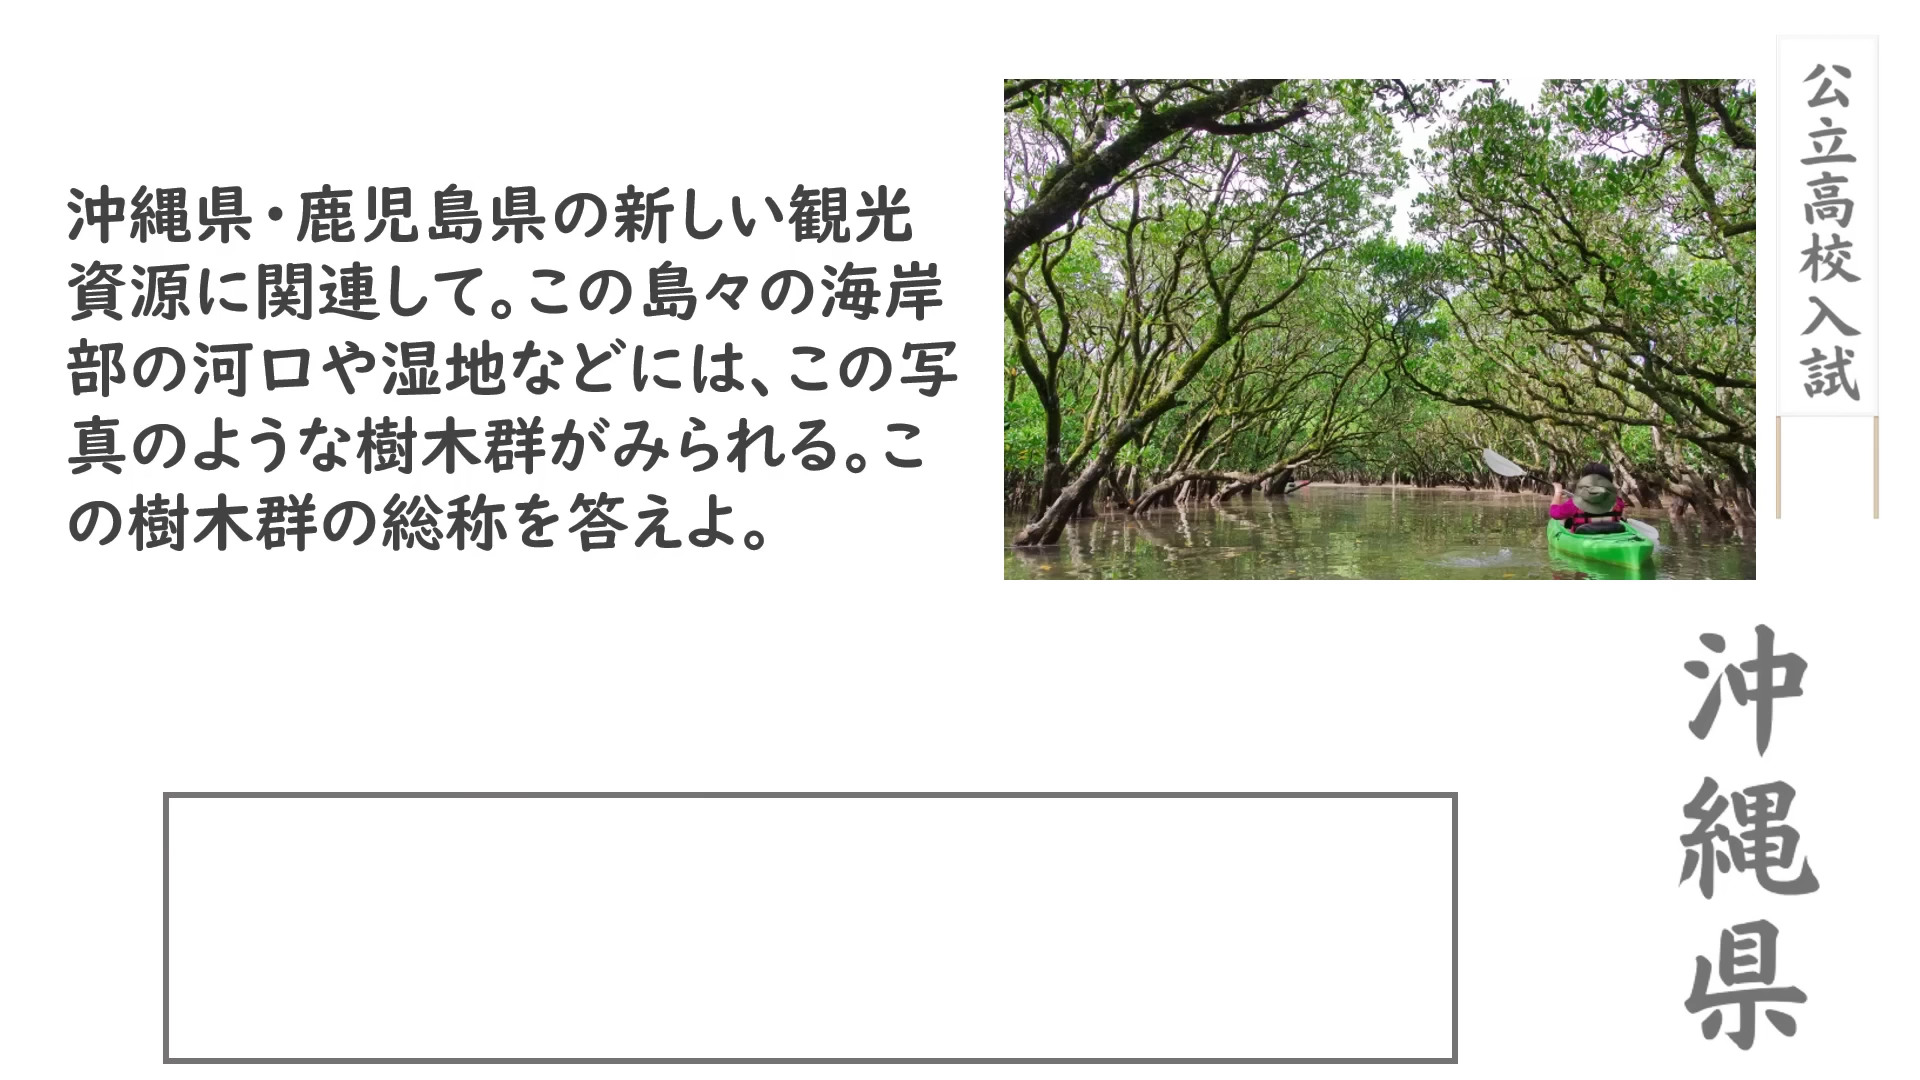 沖縄県・鹿児島県の新しい観光
資源に関連して。この島々の海岸
部の河口や湿地などには、この写
真のような樹木群がみられる。こ
の樹木群の総称を答えよ。
公立高校入試
沖縄県